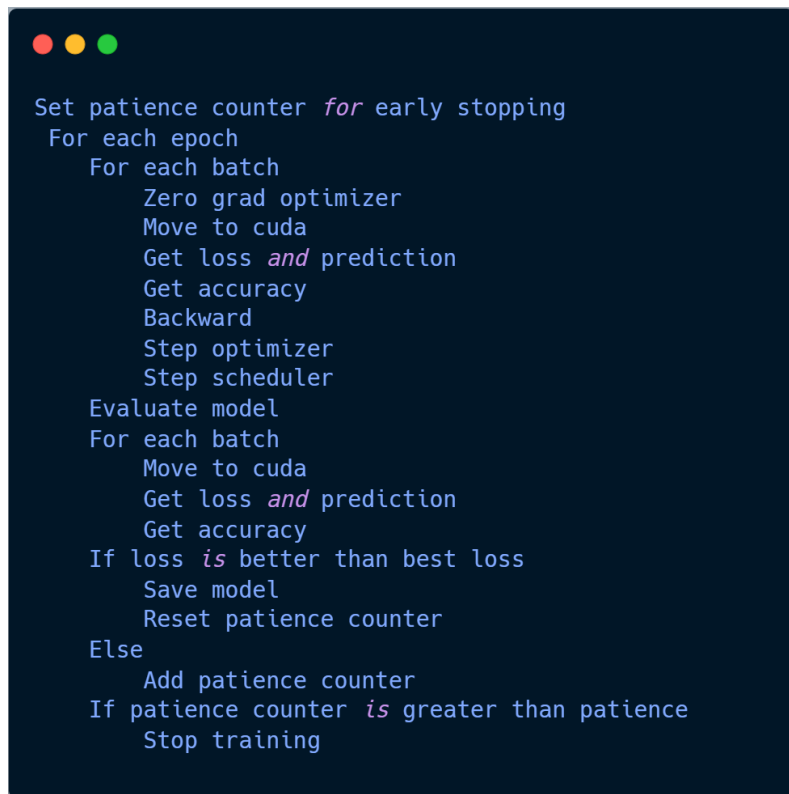 Set patience counter for early stopping
For each epoch
For each batch
Zero grad optimizer
Move to cuda
Get loss and prediction
Get accuracy
Backward
Step optimizer
Step scheduler
Evaluate model
For each batch
Move to cuda
Get loss and prediction
Get accuracy
If loss is better than best loss
Save model
Reset patience counter
Else
Add patience counter
If patience counter is greater than patience
Stop training